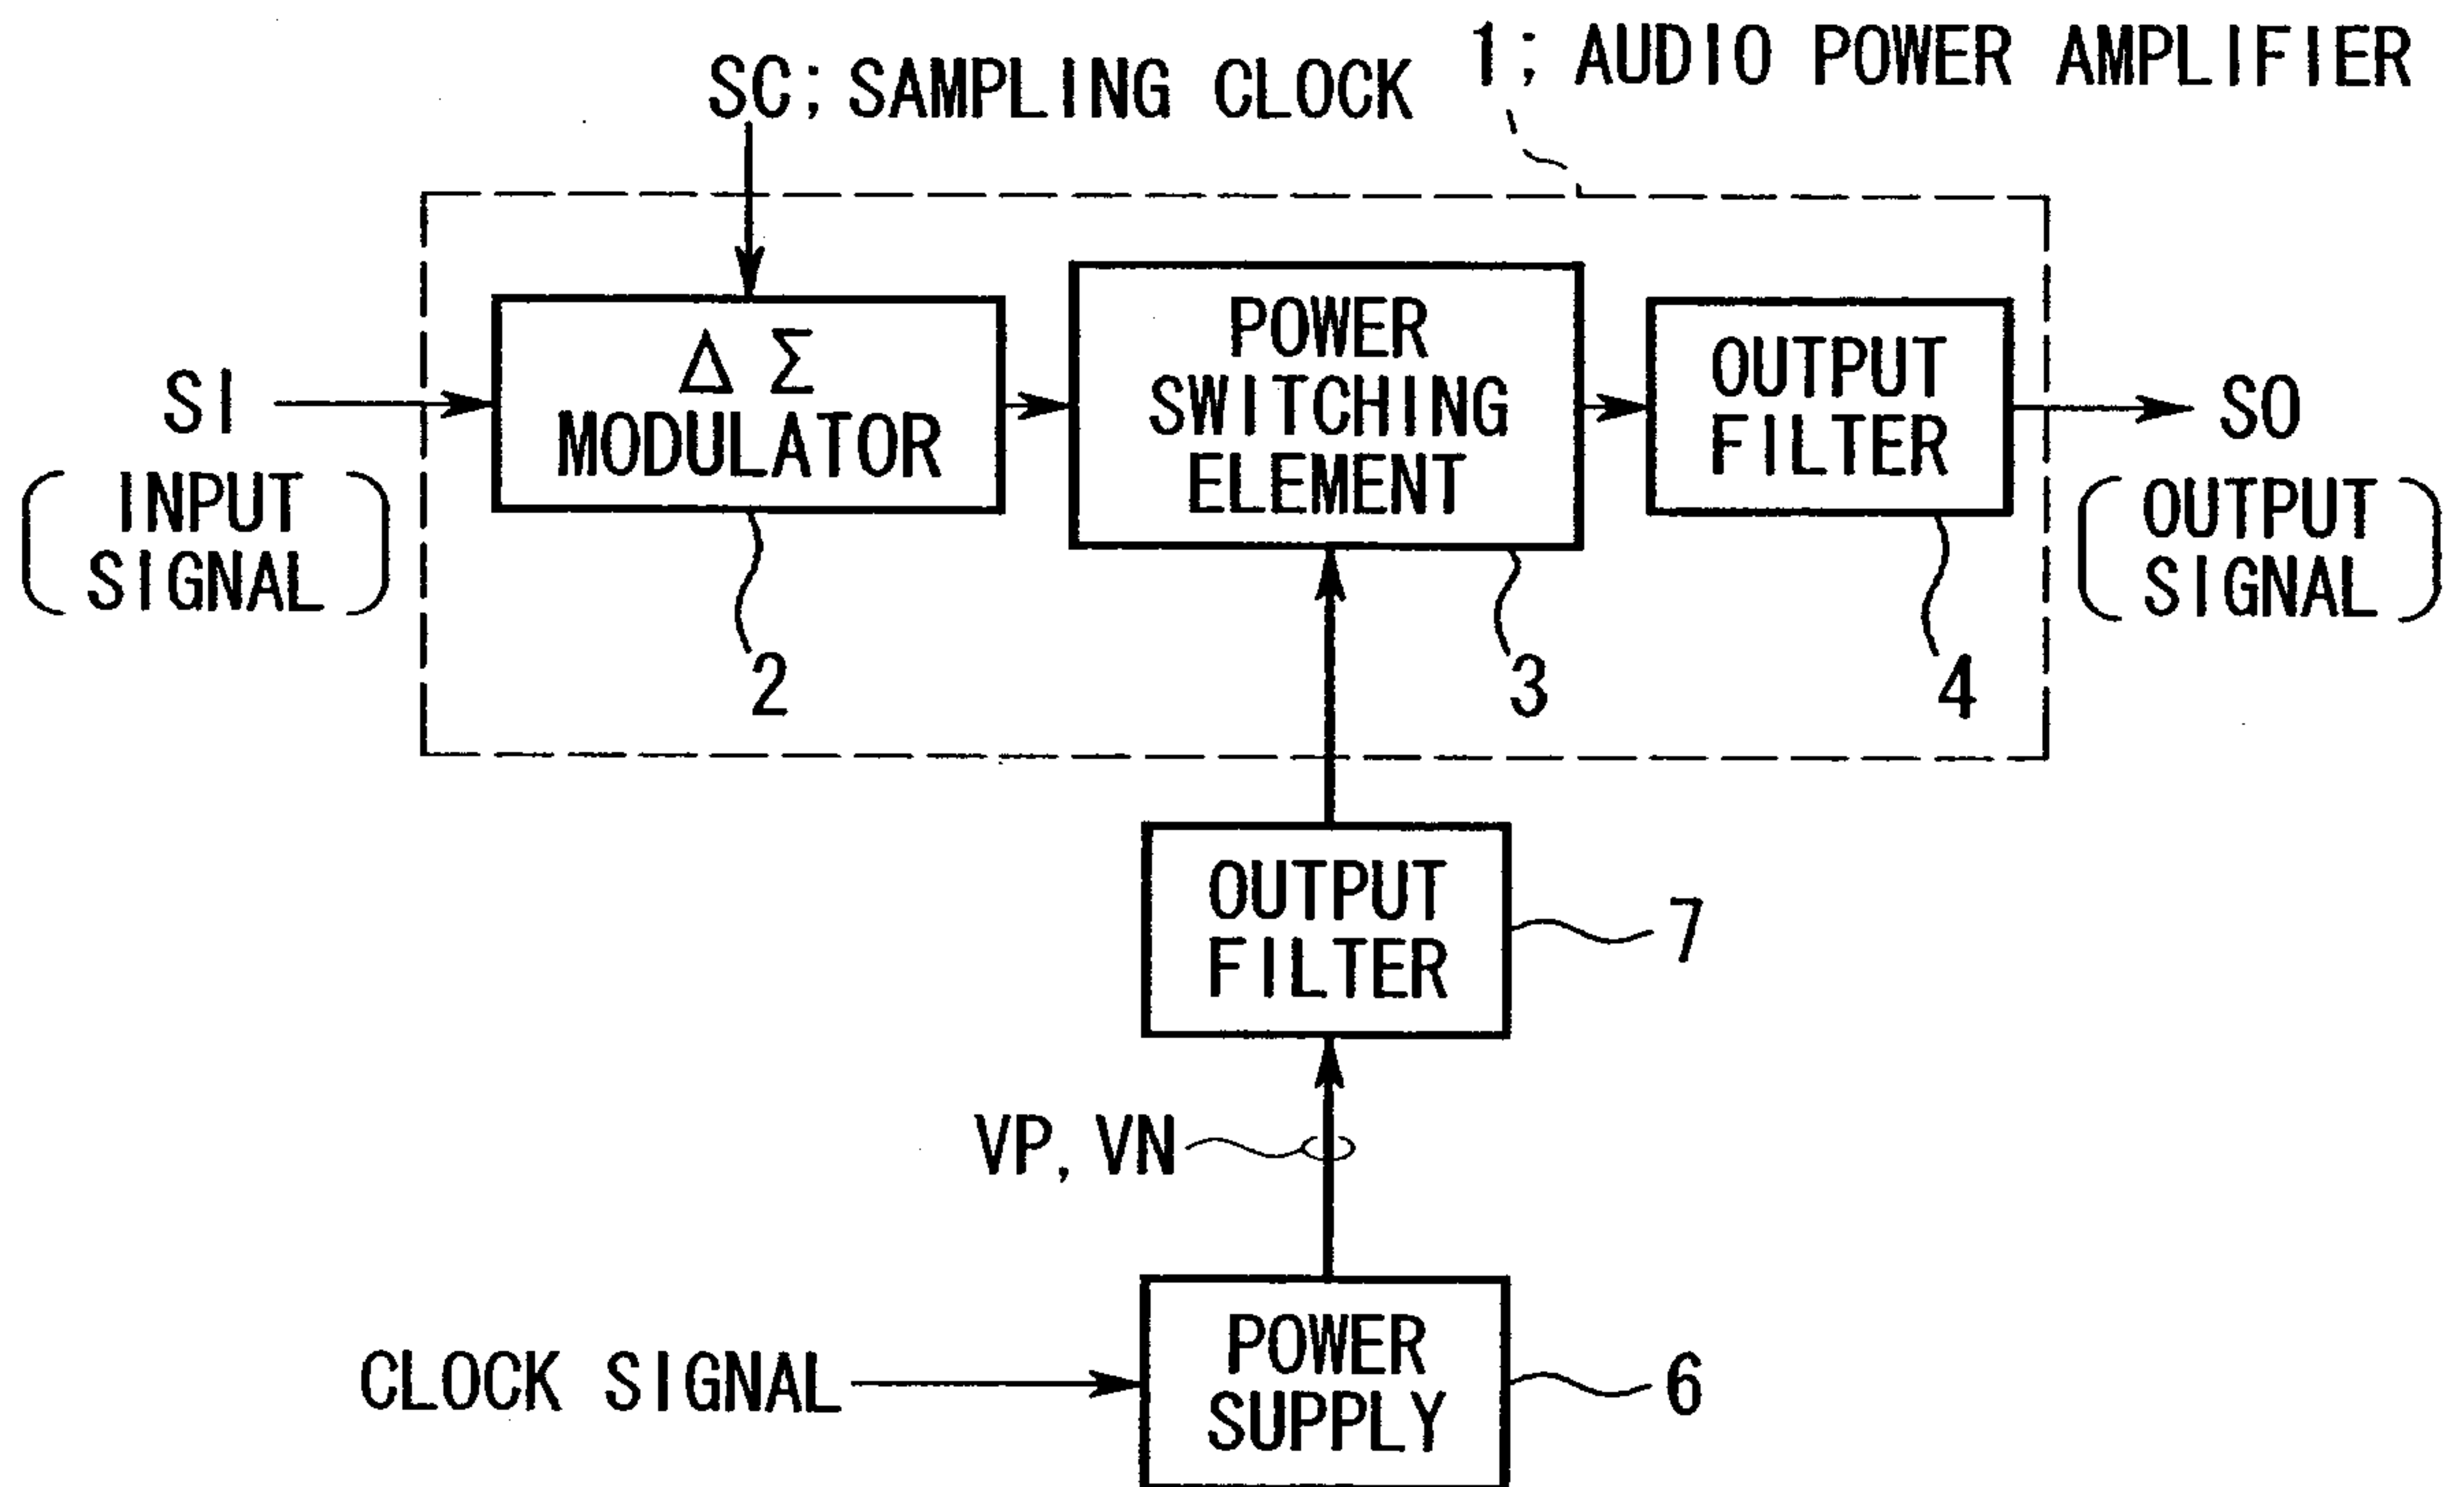 1; AUDIO POWER AMPLIFIER
SC; SAMPLING CLOCK
ΔΣ
MODULATOR
POWER
SWITCHING
ELEMENT
OUTPUT
FILTER
SI
(INPUT
SIGNAL)
SO
(OUTPUT
SIGNAL)
2
3
4
OUTPUT
FILTER
7
VP, VN
CLOCK SIGNAL
POWER
SUPPLY
6